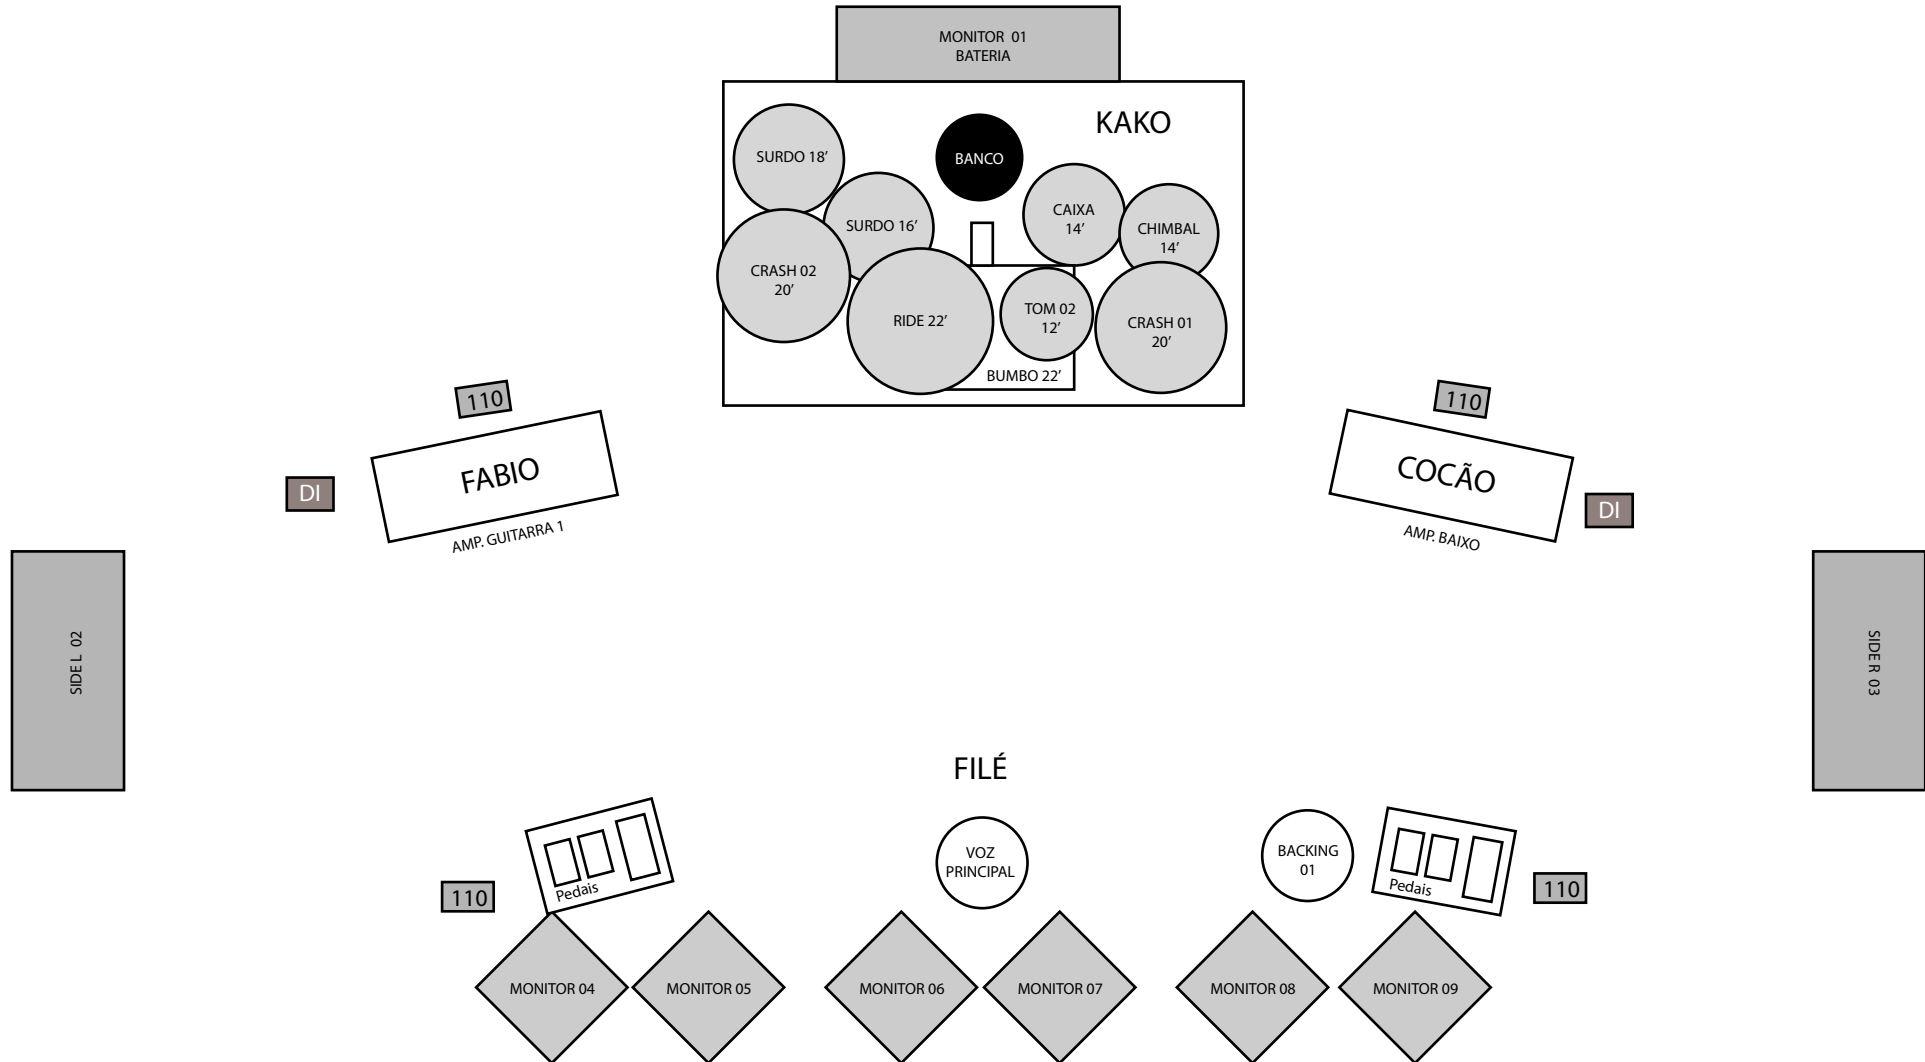 MONITOR 01
BATERIA
KAKO
SURDO 18'
BANCO
SURDO 16'
CAIXA
14'
CHIMBAL
14'
CRASH 02
20'
RIDE 22'
TOM 02
12'
CRASH 01
20'
BUMBO 22'
110
FABIO
DI
AMP. GUITARRA 1
110
COCÃO
DI
AMP. BAIXO
SIDE L 02
SIDE R 03
FILÉ
Pedais
110
VOZ
PRINCIPAL
BACKING
01
Pedais
110
MONITOR 04
MONITOR 05
MONITOR 06
MONITOR 07
MONITOR 08
MONITOR 09